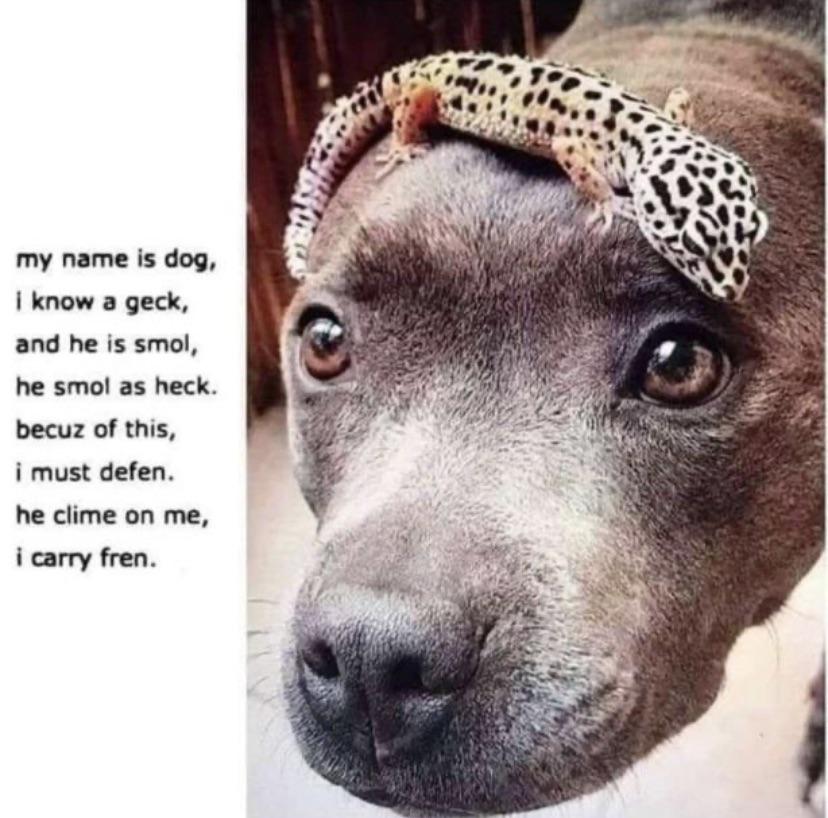 my name is dog,
i know a geck,
and he is smol,
he smol as heck.
becuz of this,
i must defen.
he clime on me,
i carry fren.